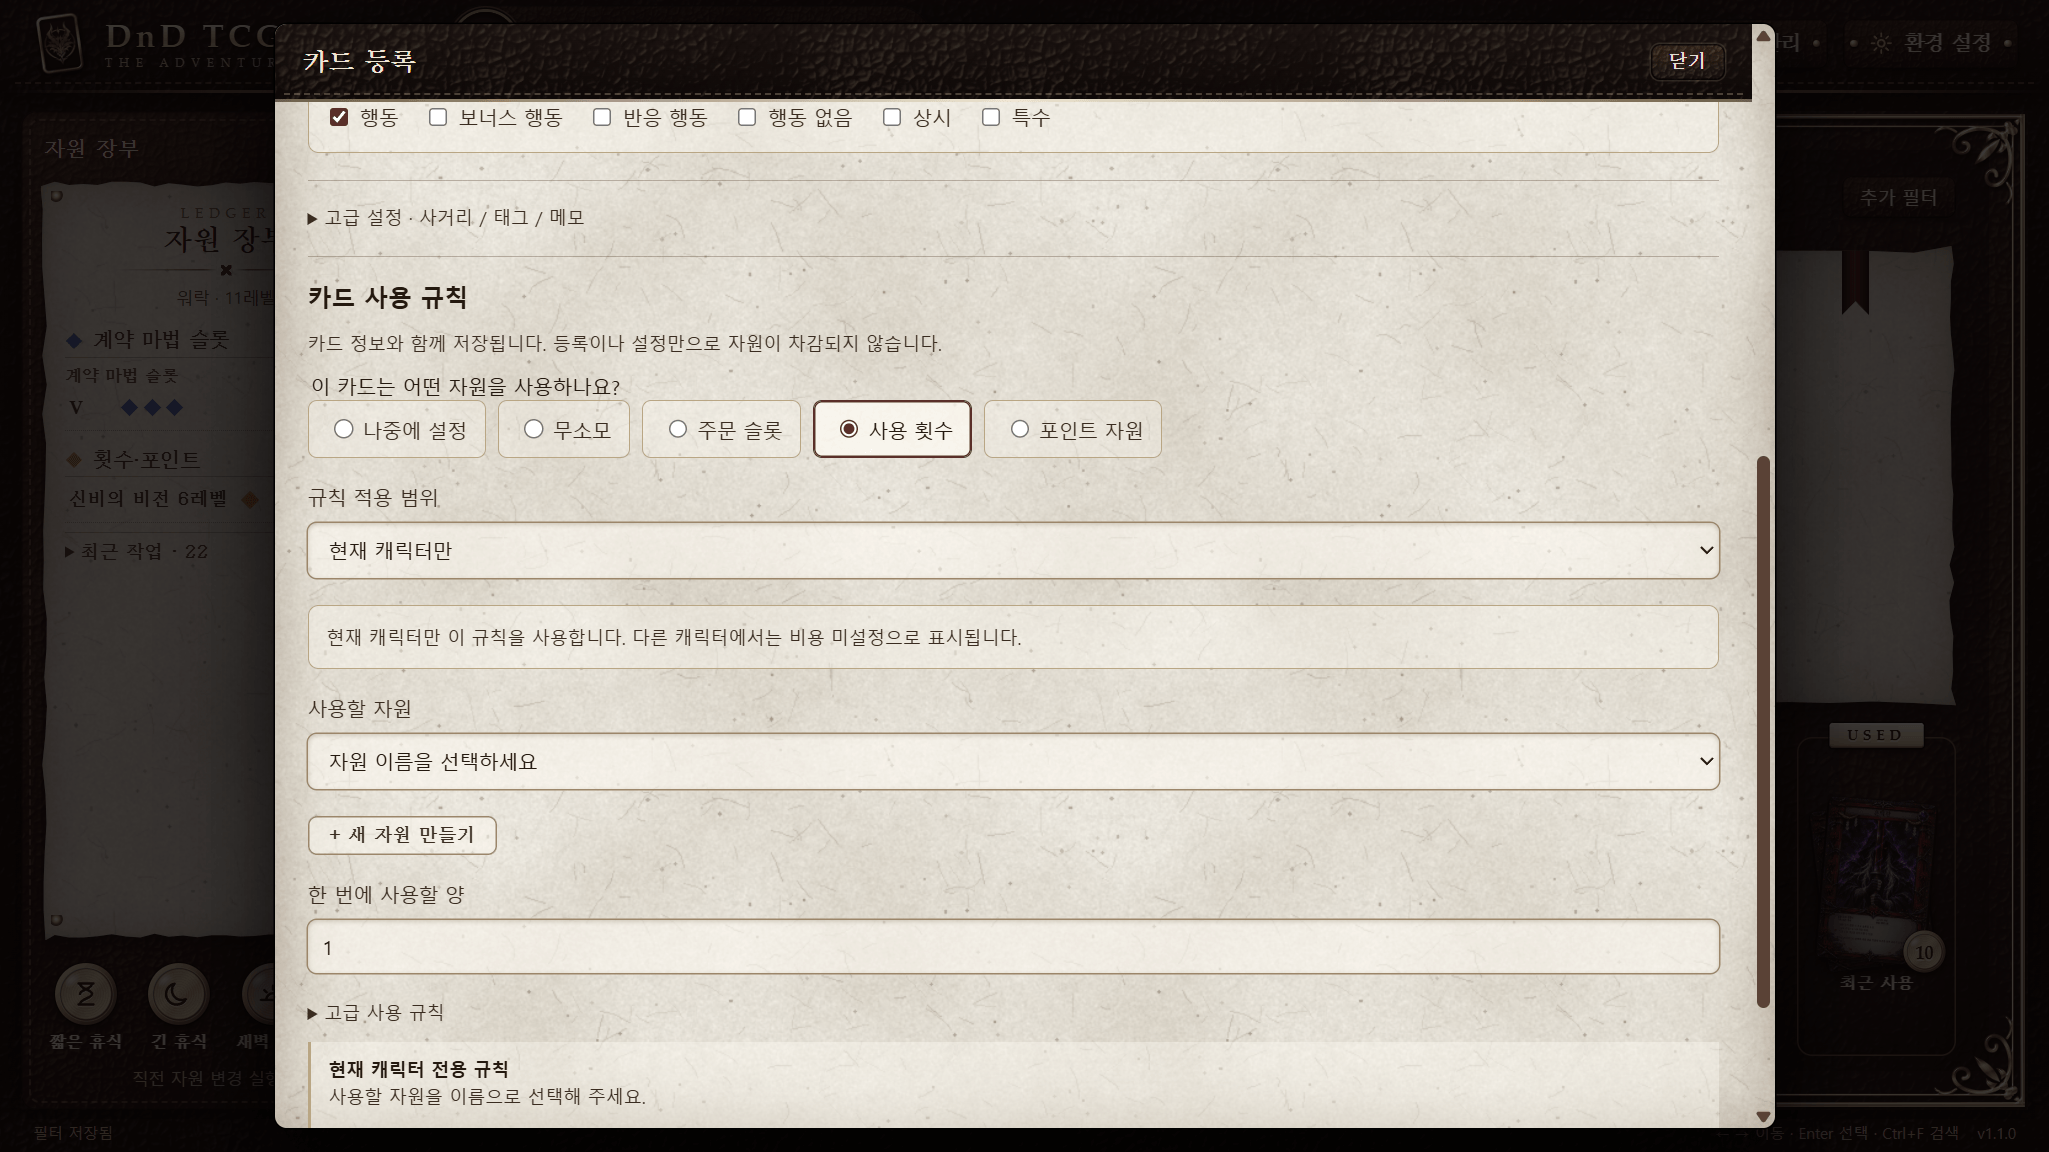 DnD TCG
THE ADVENTUR
리
환경 설정
카드 등록
닫기
자원 장부
LEDGER
자원 장부
워락 · 11레벨
계약 마법 슬롯
계약 마법 슬롯
V
횟수·포인트
신비의 비전 6레벨
최근 작업 · 22
짧은 휴식
긴 휴식
새벽
직전 자원 변경 실행
필터 저장됨
행동
보너스 행동
반응 행동
행동 없음
상시
특수
고급 설정 · 사거리 / 태그 / 메모
카드 사용 규칙
카드 정보와 함께 저장됩니다. 등록이나 설정만으로 자원이 차감되지 않습니다.
이 카드는 어떤 자원을 사용하나요?
나중에 설정
무소모
주문 슬롯
사용 횟수
포인트 자원
규칙 적용 범위
현재 캐릭터만
현재 캐릭터만 이 규칙을 사용합니다. 다른 캐릭터에서는 비용 미설정으로 표시됩니다.
사용할 자원
자원 이름을 선택하세요
+ 새 자원 만들기
한 번에 사용할 양
1
고급 사용 규칙
현재 캐릭터 전용 규칙
사용할 자원을 이름으로 선택해 주세요.
추가 필터
USED
10
최근 사용
← → 이동 · Enter 선택 · Ctrl+F 검색
v1.1.0